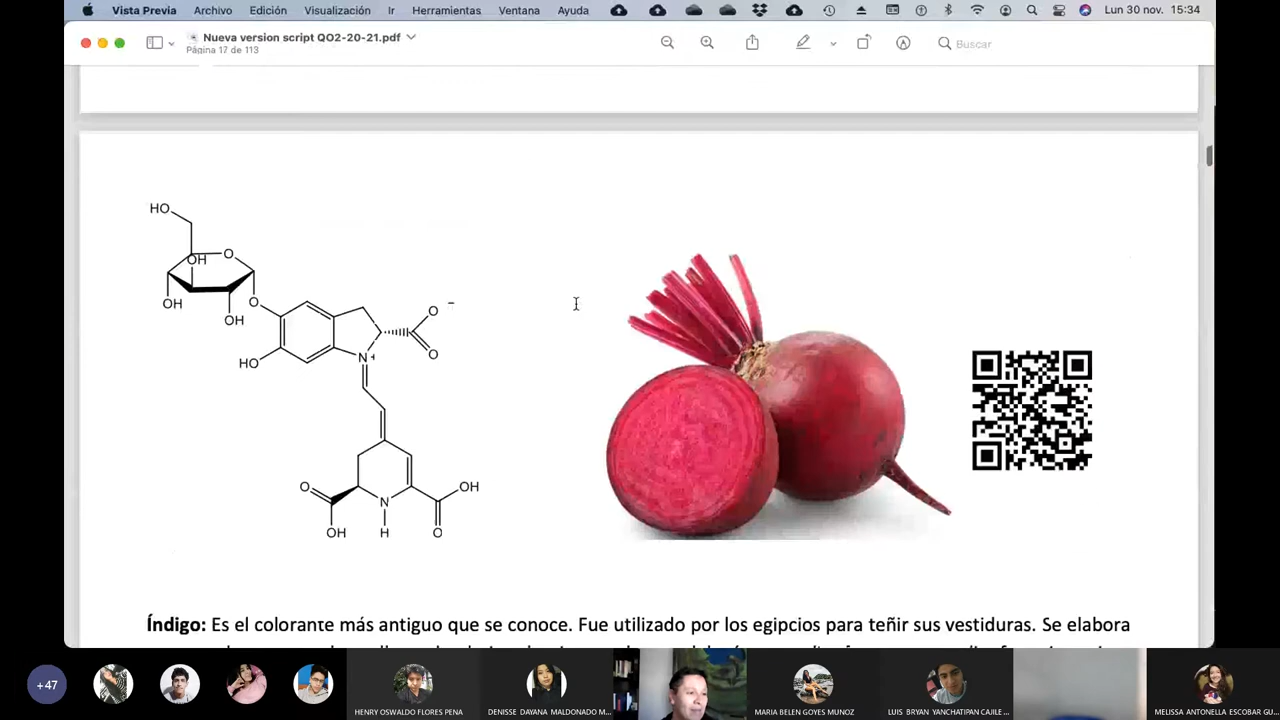 Vista Previa Archivo Edición Visualización Ir Herramientas Ventana Ayuda Lun 30 nov. 15:34
Nueva version script QO2-20-21.pdf
Página 17 de 113
Buscar
HO
O
OH
OH
OH
O
HO
N+
O −
O
O
OH
N
H
OH
O
Índigo: Es el colorante más antiguo que se conoce. Fue utilizado por los egipcios para teñir sus vestiduras. Se elabora
+47
HENRY OSWALDO FLORES PENA
DENISSE DAYANA MALDONADO M...
MARIA BELEN GOYES MUNOZ
LUIS BRYAN YANCHATIPAN CAJILE...
MELISSA ANTONELLA ESCOBAR GU...